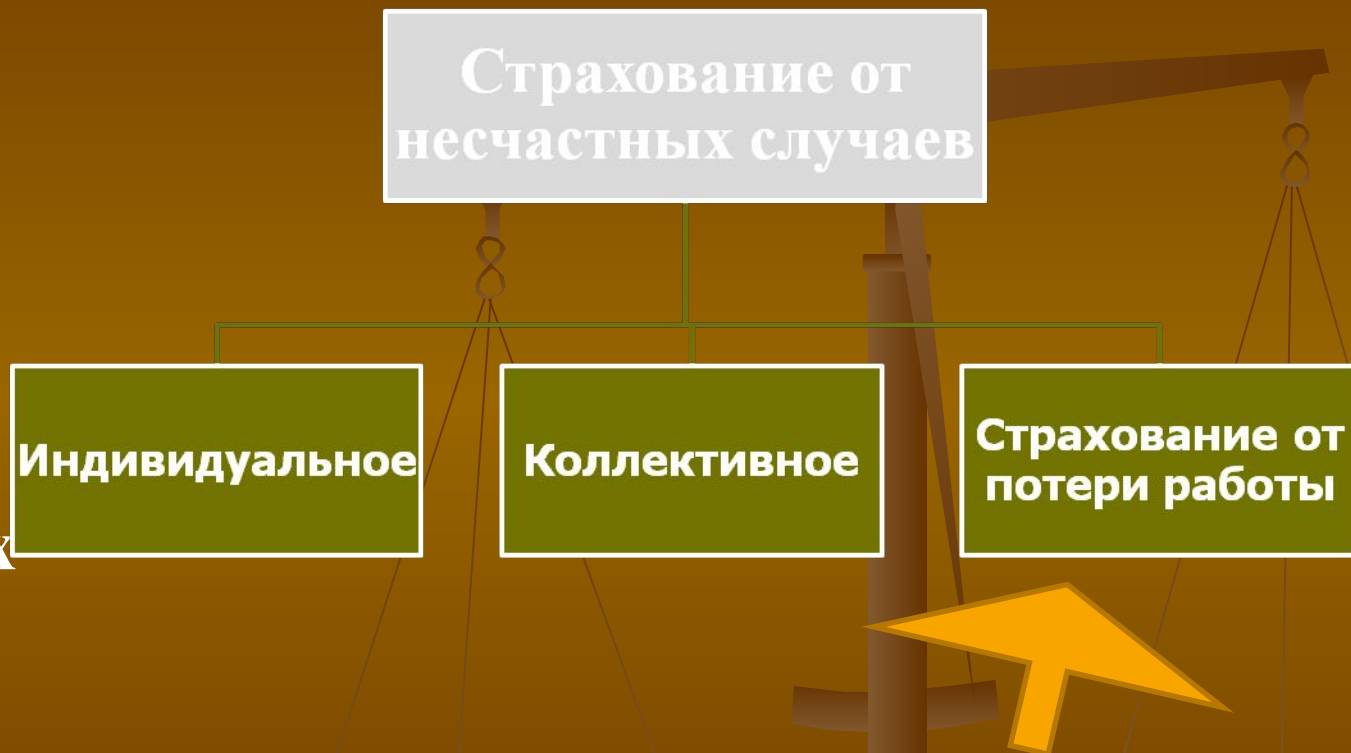 Страхование от
несчастных случаев
Индивидуальное
Коллективное
Страхование от
потери работы
х